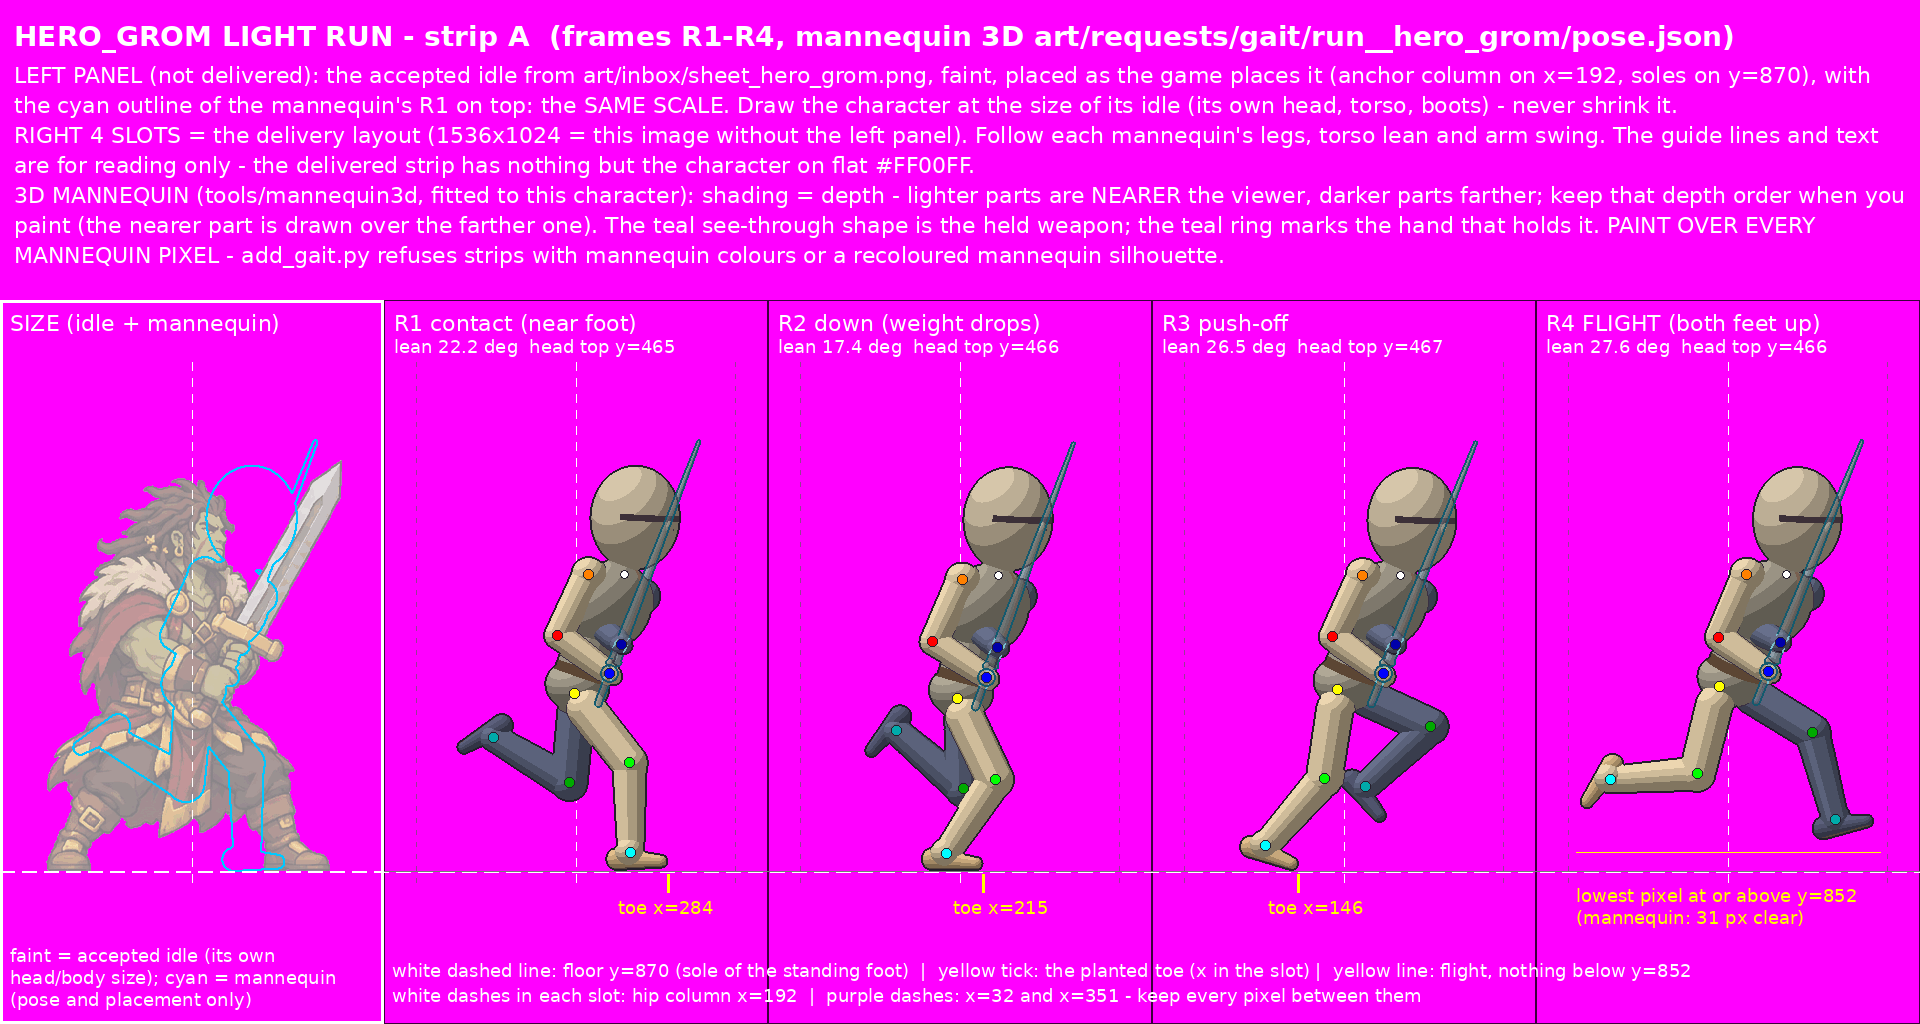 HERO_GROM LIGHT RUN - strip A  (frames R1-R4, mannequin 3D art/requests/gait/run__hero_grom/pose.json)
LEFT PANEL (not delivered): the accepted idle from art/inbox/sheet_hero_grom.png, faint, placed as the game places it (anchor column on x=192, soles on y=870), with
the cyan outline of the mannequin's R1 on top: the SAME SCALE. Draw the character at the size of its idle (its own head, torso, boots) - never shrink it.
RIGHT 4 SLOTS = the delivery layout (1536x1024 = this image without the left panel). Follow each mannequin's legs, torso lean and arm swing. The guide lines and text
are for reading only - the delivered strip has nothing but the character on flat #FF00FF.
3D MANNEQUIN (tools/mannequin3d, fitted to this character): shading = depth - lighter parts are NEARER the viewer, darker parts farther; keep that depth order when you
paint (the nearer part is drawn over the farther one). The teal see-through shape is the held weapon; the teal ring marks the hand that holds it. PAINT OVER EVERY
MANNEQUIN PIXEL - add_gait.py refuses strips with mannequin colours or a recoloured mannequin silhouette.
SIZE (idle + mannequin)
R1 contact (near foot)
lean 22.2 deg  head top y=465
R2 down (weight drops)
lean 17.4 deg  head top y=466
R3 push-off
lean 26.5 deg  head top y=467
R4 FLIGHT (both feet up)
lean 27.6 deg  head top y=466
toe x=284
toe x=215
toe x=146
lowest pixel at or above y=852
(mannequin: 31 px clear)
faint = accepted idle (its own
head/body size); cyan = mannequin
(pose and placement only)
white dashed line: floor y=870 (sole of the standing foot)  |  yellow tick: the planted toe (x in the slot) |  yellow line: flight, nothing below y=852
white dashes in each slot: hip column x=192  |  purple dashes: x=32 and x=351 - keep every pixel between them